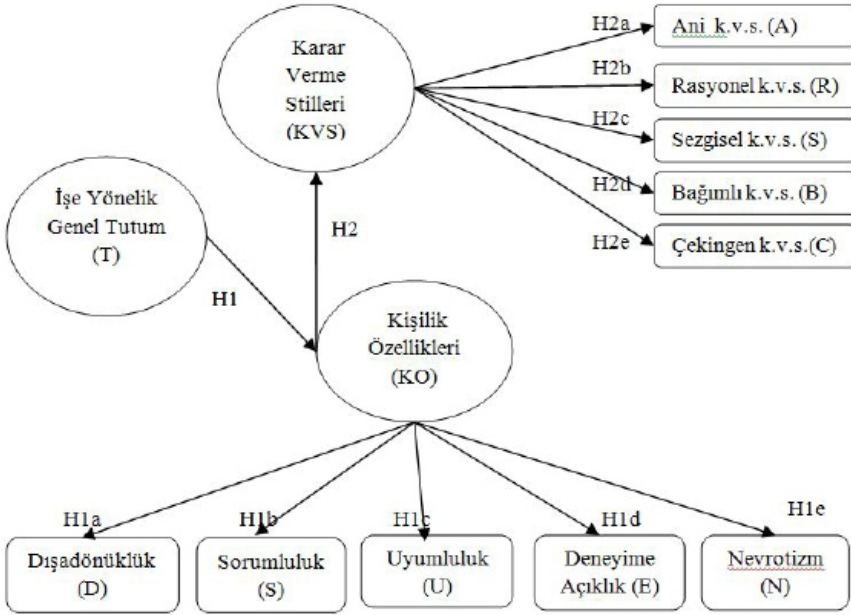 Karar
Verme
Stilleri
(KVS)
H2a
Ani k.v.s. (A)
H2b
Rasyonel k.v.s. (R)
H2c
Sezgisel k.v.s. (S)
H2d
Bağımlı k.v.s. (B)
H2e
Çekingen k.v.s.(C)
İşe Yönelik
Genel Tutum
(T)
H2
H1
Kişilik
Özellikleri
(KO)
H1a
H1b
H1c
H1d
H1e
Dışadönüklük
(D)
Sorumluluk
(S)
Uyumluluk
(U)
Deneyime
Açıklık (E)
Nevrotizm
(N)